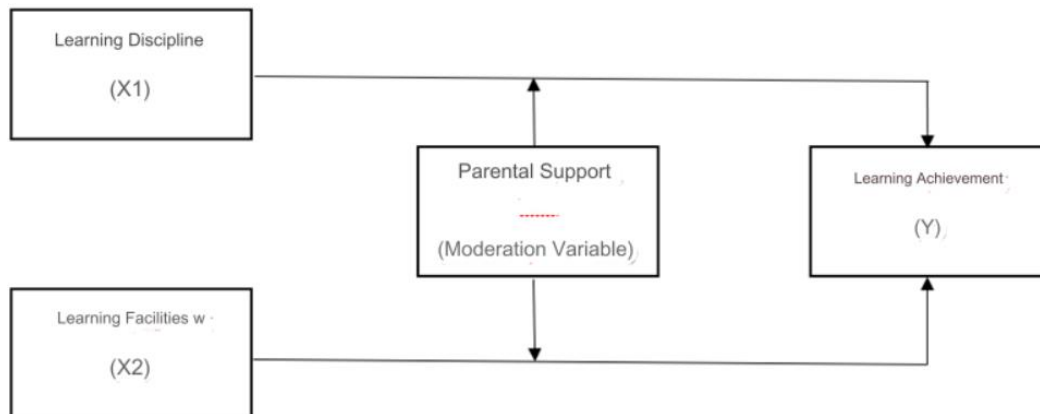 Learning Discipline
(X1)
Parental Support
(Moderation Variable)
Learning Achievement
(Y)
Learning Facilities w
(X2)